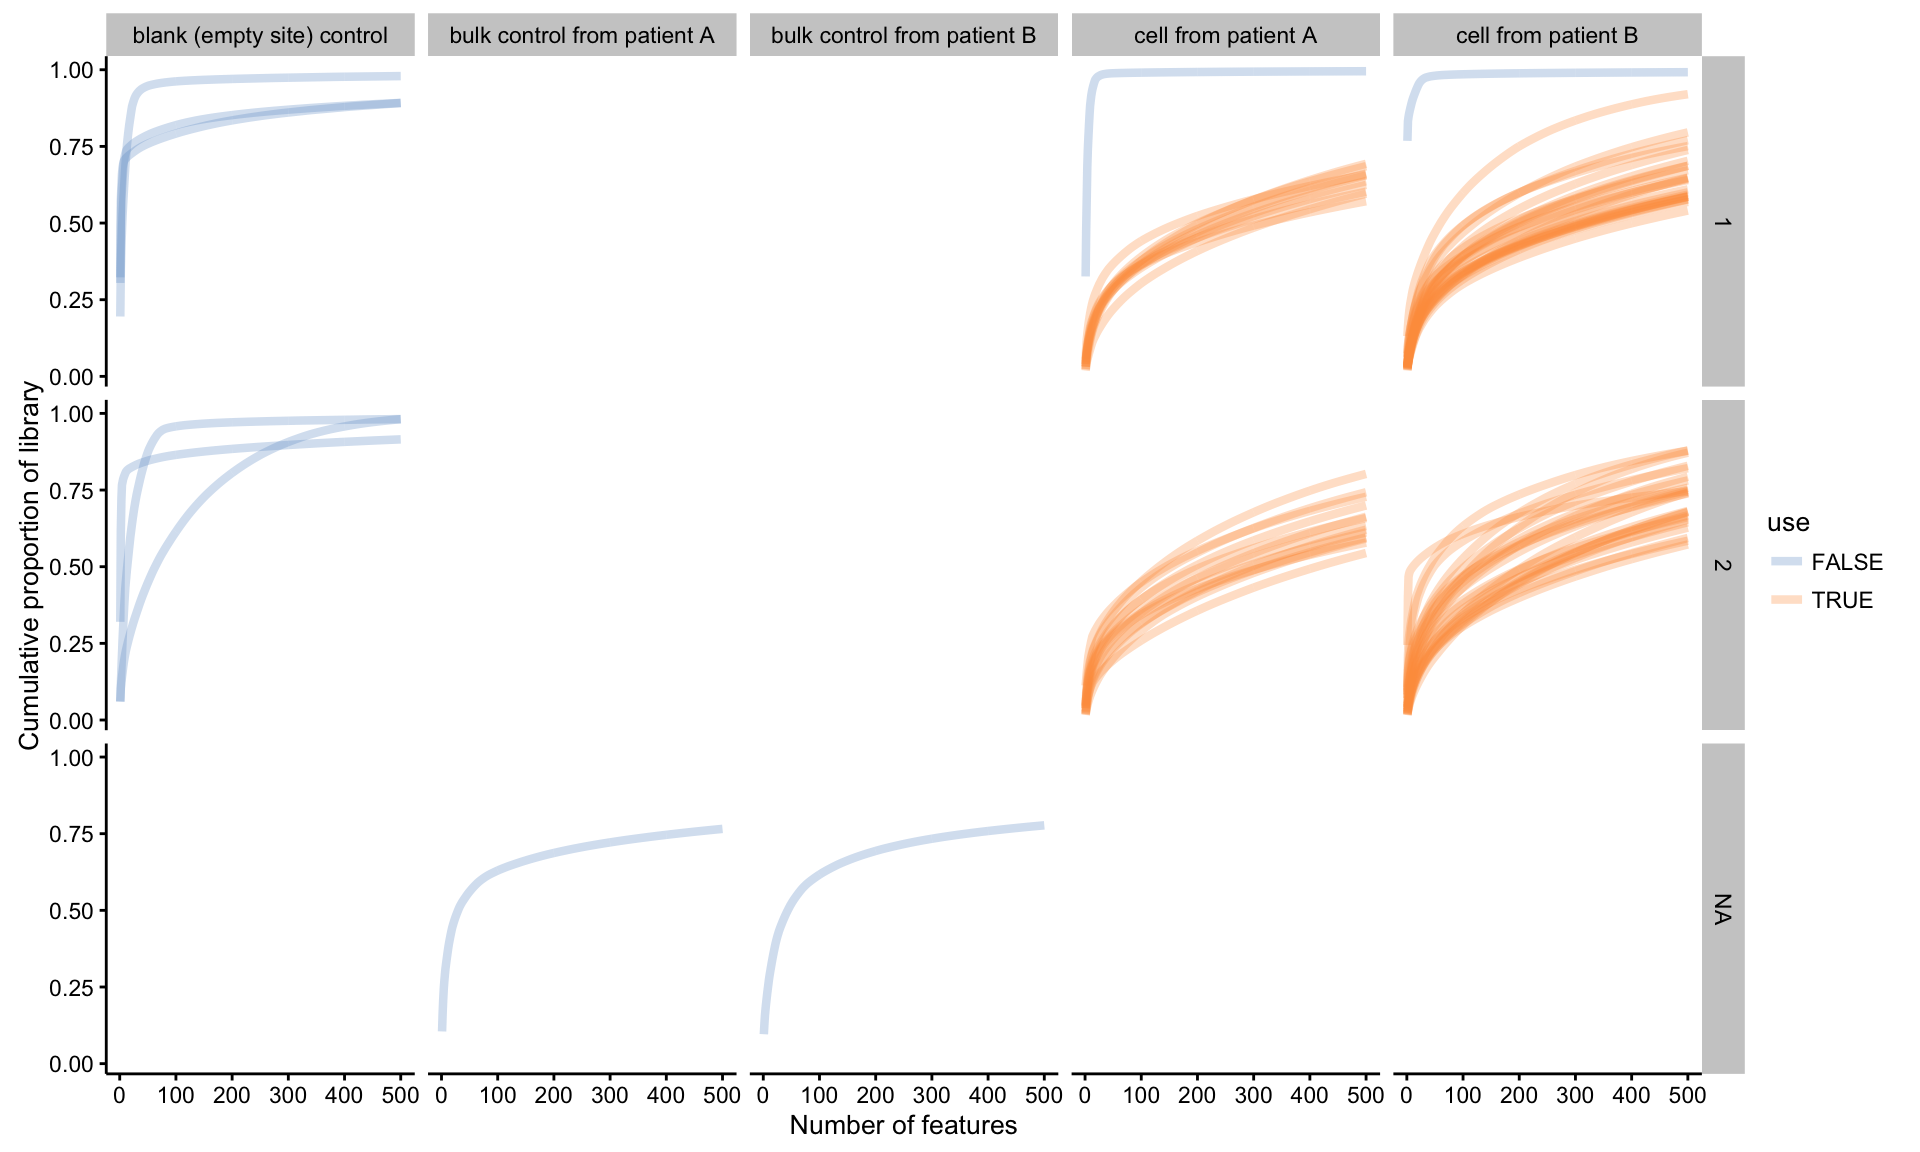 blank (empty site) control
bulk control from patient A
bulk control from patient B
cell from patient A
cell from patient B
1.00
0.75
0.50
0.25
0.00
1
1.00
0.75
0.50
0.25
0.00
2
1.00
0.75
0.50
0.25
0.00
NA
Cumulative proportion of library
0 100 200 300 400 500
0 100 200 300 400 500
0 100 200 300 400 500
0 100 200 300 400 500
0 100 200 300 400 500
Number of features
use
FALSE
TRUE